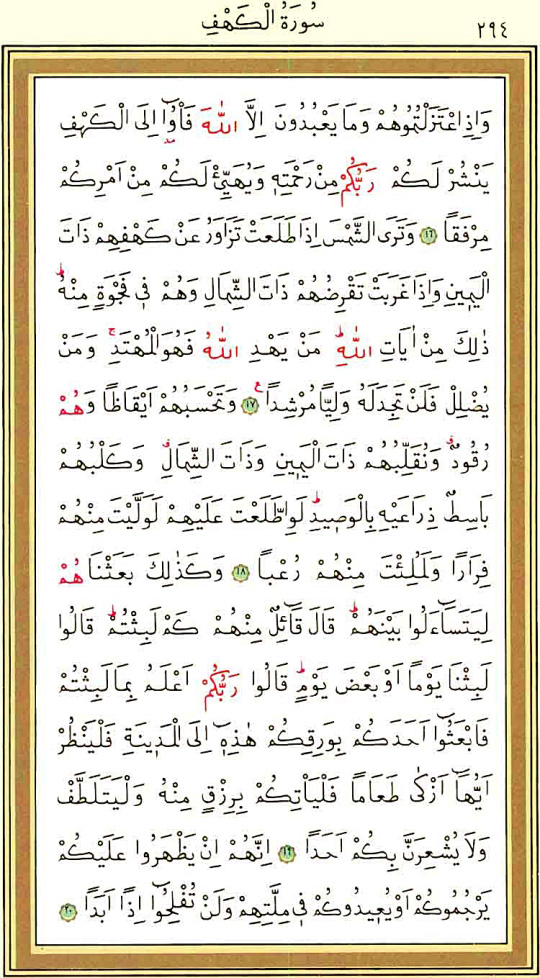 سُورَةُ الْكَهْفِ ٢٩٤
وَاِذِ اعْتَزَلْتُمُوهُمْ وَمَا يَعْبُدُونَ اِلَّا اللّٰهَ فَأْوُٓا اِلَى الْكَهْفِ
يَنْشُرْ لَكُمْ رَبُّكُمْ مِنْ رَحْمَتِه۪ وَيُهَيِّئْ لَكُمْ مِنْ اَمْرِكُمْ
مِرْفَقًا ﴿١٦﴾ وَتَرَى الشَّمْسَ اِذَا طَلَعَتْ تَزَاوَرُ عَنْ كَهْفِهِمْ ذَاتَ
الْيَم۪ينِ وَاِذَا غَرَبَتْ تَقْرِضُهُمْ ذَاتَ الشِّمَالِ وَهُمْ ف۪ي فَجْوَةٍ مِنْهُۜ
ذٰلِكَ مِنْ اٰيَاتِ اللّٰهِۜ مَنْ يَهْدِ اللّٰهُ فَهُوَ الْمُهْتَدِۚ وَمَنْ
يُضْلِلْ فَلَنْ تَجِدَ لَهُ وَلِيًّا مُرْشِدًا۟ ﴿١٧﴾ وَتَحْسَبُهُمْ اَيْقَاظًا وَهُمْ
رُقُودٌۗ وَنُقَلِّبُهُمْ ذَاتَ الْيَم۪ينِ وَذَاتَ الشِّمَالِۗ وَكَلْبُهُمْ
بَاسِطٌ ذِرَاعَيْهِ بِالْوَص۪يدِۜ لَوِ اطَّلَعْتَ عَلَيْهِمْ لَوَلَّيْتَ مِنْهُمْ
فِرَارًا وَلَمُلِئْتَ مِنْهُمْ رُعْبًا ﴿١٨﴾ وَكَذٰلِكَ بَعَثْنَاهُمْ
لِيَتَسَٓاءَلُوا بَيْنَهُمْۜ قَالَ قَٓائِلٌ مِنْهُمْ كَمْ لَبِثْتُمْۜ قَالُوا
لَبِثْنَا يَوْمًا اَوْ بَعْضَ يَوْمٍۜ قَالُوا رَبُّكُمْ اَعْلَمُ بِمَا لَبِثْتُمْ
فَابْعَثُٓوا اَحَدَكُمْ بِوَرِقِكُمْ هٰذِه۪ٓ اِلَى الْمَد۪ينَةِ فَلْيَنْظُرْ
اَيُّهَٓا اَزْكٰى طَعَامًا فَلْيَأْتِكُمْ بِرِزْقٍ مِنْهُ وَلْيَتَلَطَّفْ
وَلَا يُشْعِرَنَّ بِكُمْ اَحَدًا ﴿١٩﴾ اِنَّهُمْ اِنْ يَظْهَرُوا عَلَيْكُمْ
يَرْجُمُوكُمْ اَوْ يُع۪يدُوكُمْ ف۪ي مِلَّتِهِمْ وَلَنْ تُفْلِحُٓوا اِذًا اَبَدًا ﴿٢٠﴾